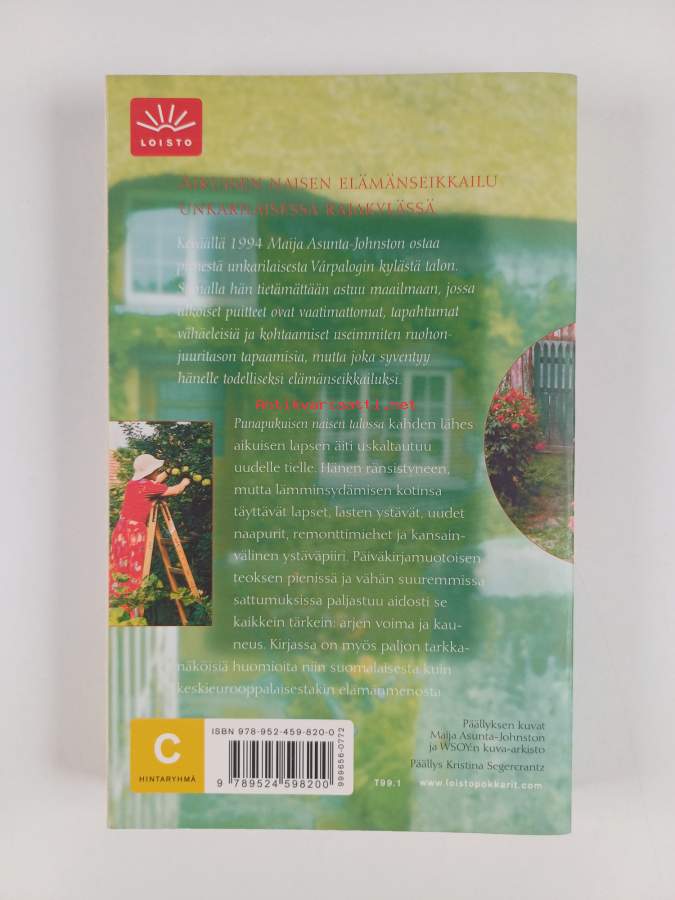 LOISTO
AIKUISEN NAISEN ELÄMÄNSEIKKAILU
UNKARILAISESSA RAJAKYLÄSSÄ
Keväällä 1994 Maija Asunta-Johnston ostaa
pienestä unkarilaisesta Várpalogin kylästä talon.
Samalla hän tietämättään astuu maailmaan, jossa
ulkoiset puitteet ovat vaatimattomat, tapahtumat
vähäeleisiä ja kohtaamiset useimmiten ruohon-
juuritason tapaamisia, mutta joka syventyy
hänelle todelliseksi elämänseikkailuksi.
Antikvariaatti.net
Punapukuisen naisen talossa kahden lähes
aikuisen lapsen äiti uskaltautuu
uudelle tielle. Hänen ränsistyneen,
mutta lämminsydämisen kotinsa
täyttävät lapset, lasten ystävät, uudet
naapurit, remonttimiehet ja kansain-
välinen ystäväpiiri. Päiväkirjamuotoisen
teoksen pienissä ja vähän suuremmissa
sattumuksissa paljastuu aidosti se
kaikkein tärkein: arjen voima ja kau-
neus. Kirjassa on myös paljon tarkka-
näköisiä huomioita niin suomalaisesta kuin
keskieurooppalaisestakin elämänmenosta.
Päällyksen kuvat
Maija Asunta-Johnston
ja WSOY:n kuva-arkisto
Päällys Kristina Segercrantz
C
HINTARYHMÄ
ISBN 978-952-459-820-0
9 789524 598200
999656-0772
T99.1
www.loistopokkarit.com